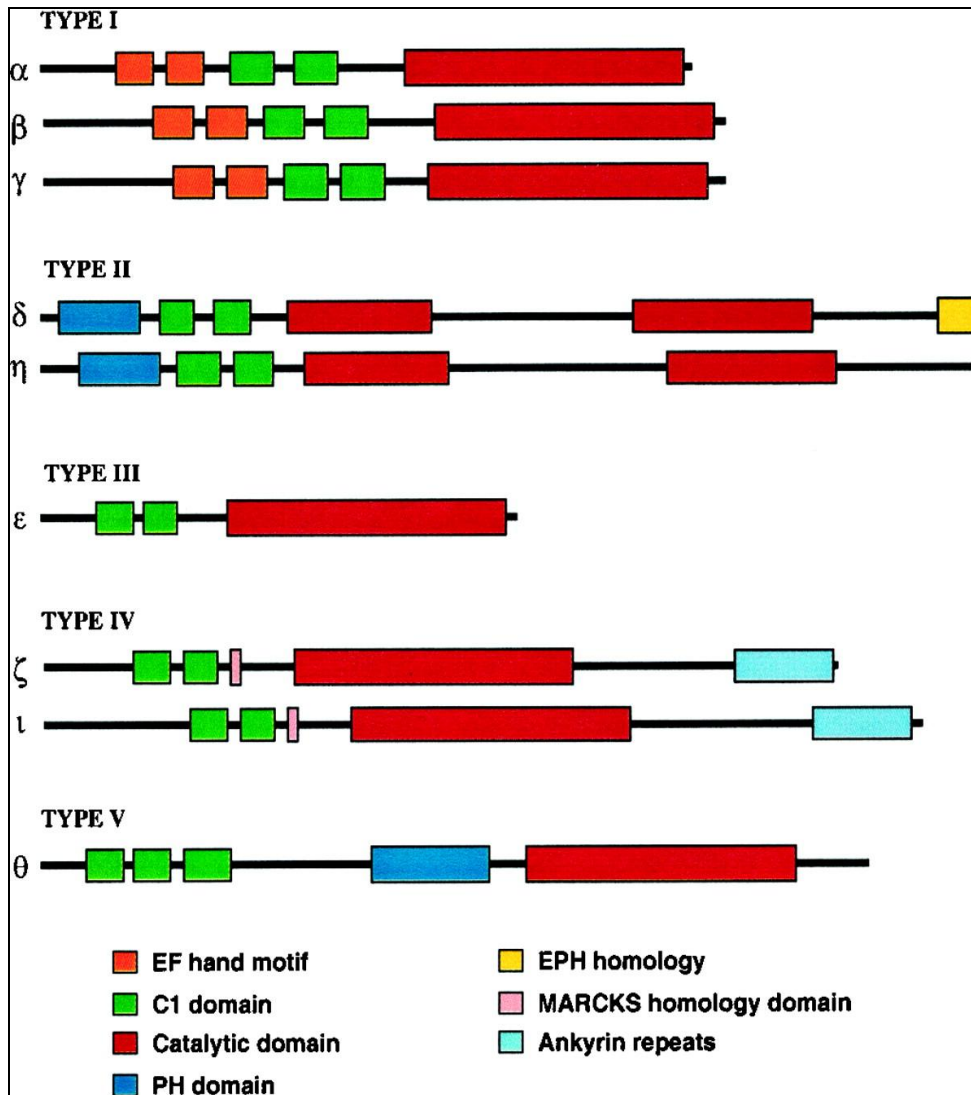 TYPE I
α
β
γ
TYPE II
δ
η
TYPE III
ε
TYPE IV
ζ
ι
TYPE V
θ
EF hand motif
C1 domain
Catalytic domain
PH domain
EPH homology
MARCKS homology domain
Ankyrin repeats